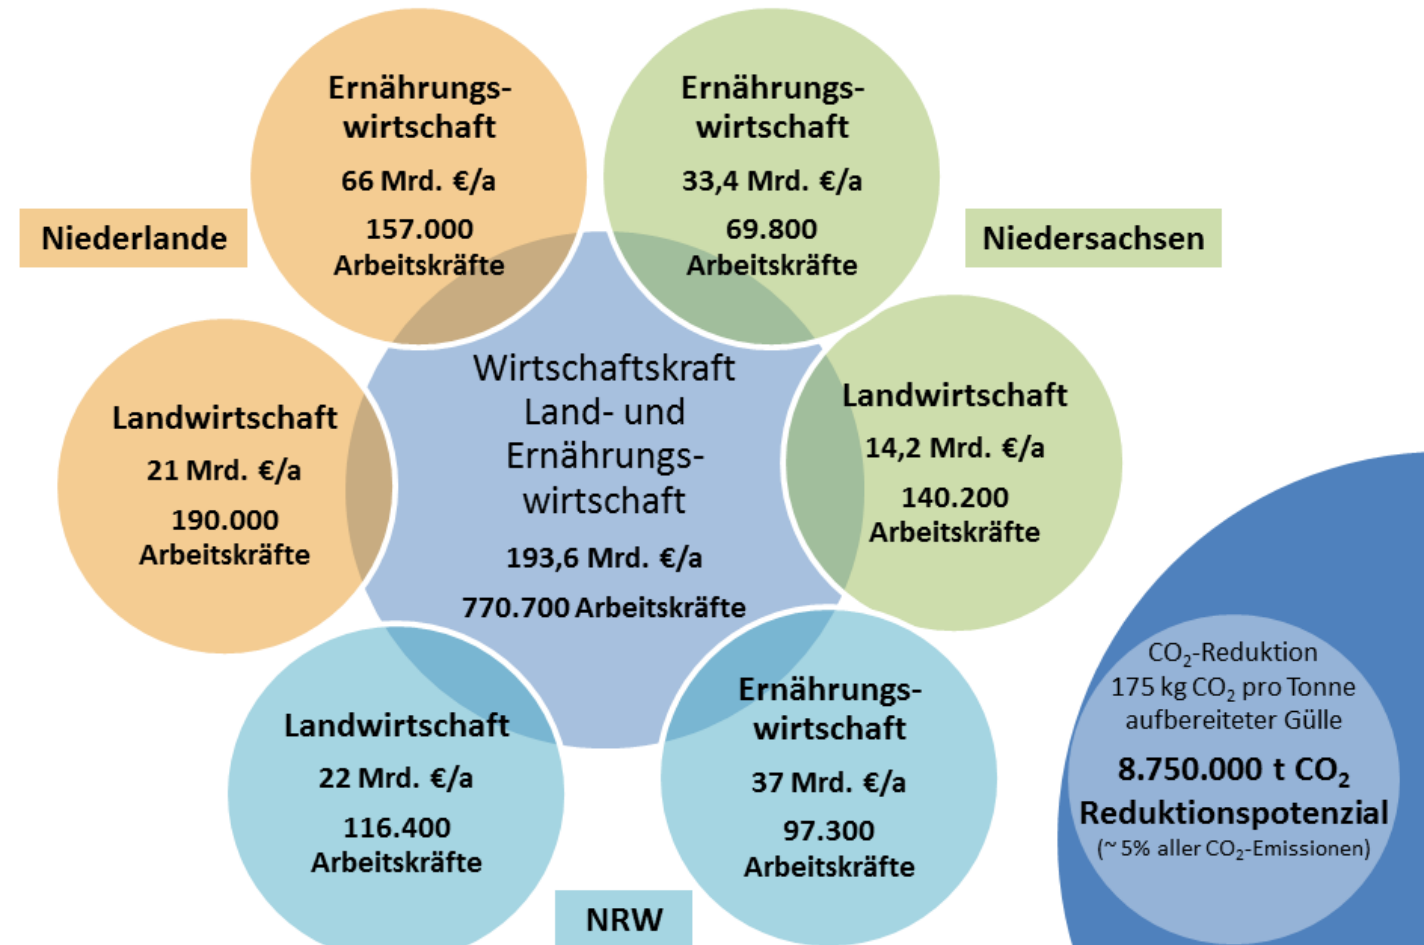 Niederlande
Ernährungs-
wirtschaft
66 Mrd. €/a
157.000
Arbeitskräfte
Ernährungs-
wirtschaft
33,4 Mrd. €/a
69.800
Arbeitskräfte
Niedersachsen
Landwirtschaft
21 Mrd. €/a
190.000
Arbeitskräfte
Wirtschaftskraft
Land- und
Ernährungs-
wirtschaft
193,6 Mrd. €/a
770.700 Arbeitskräfte
Landwirtschaft
14,2 Mrd. €/a
140.200
Arbeitskräfte
Landwirtschaft
22 Mrd. €/a
116.400
Arbeitskräfte
Ernährungs-
wirtschaft
37 Mrd. €/a
97.300
Arbeitskräfte
NRW
CO₂-Reduktion
175 kg CO₂ pro Tonne
aufbereiteter Gülle
8.750.000 t CO₂
Reduktionspotenzial
(~ 5% aller CO₂-Emissionen)